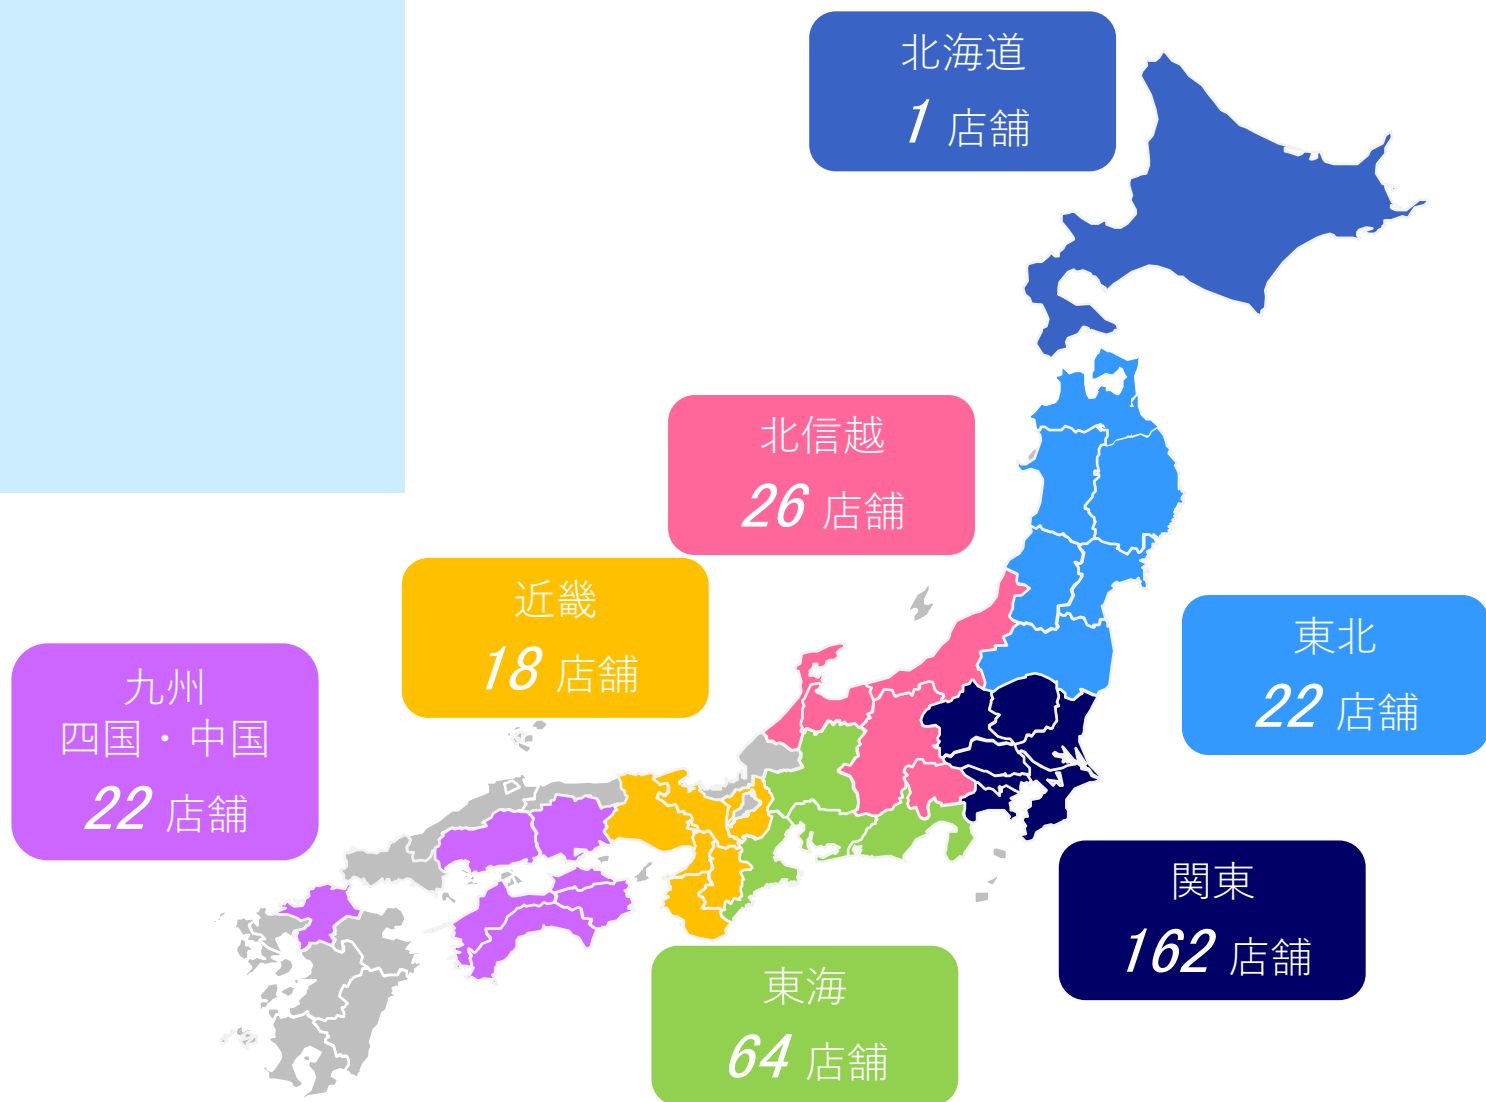 北海道
1 店舗
北信越
26 店舗
近畿
18 店舗
東北
22 店舗
九州
四国・中国
22 店舗
関東
162 店舗
東海
64 店舗